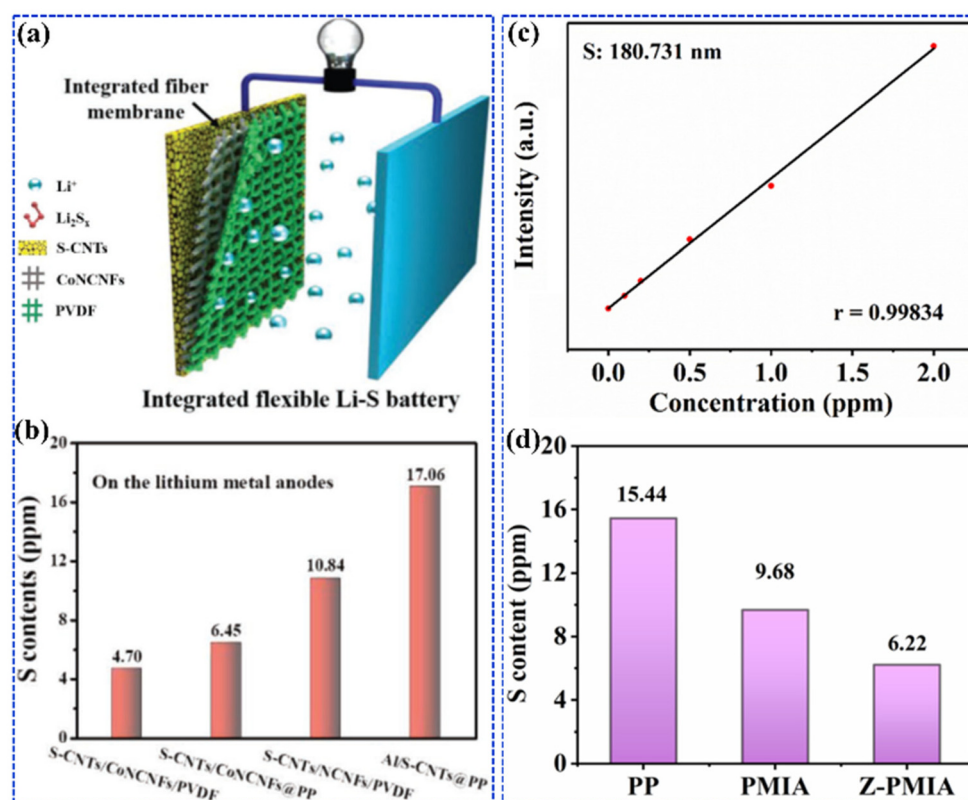 (a)
Integrated fiber
membrane
Li⁺
Li₂Sₓ
S-CNTs
CoNCNFs
PVDF
Integrated flexible Li-S battery
(b)
S contents (ppm)
20
16
12
8
4
0
On the lithium metal anodes
4.70
6.45
10.84
17.06
S-CNTs/CoNCNFs/PVDF
S-CNTs/CoNCNFs@PP
S-CNTs/NCNFs/PVDF
Al/S-CNTs@PP
(c)
S: 180.731 nm
Intensity (a.u.)
r = 0.99834
0.0 0.5 1.0 1.5 2.0
Concentration (ppm)
(d)
S content (ppm)
20
16
12
8
4
0
15.44
9.68
6.22
PP PMIA Z-PMIA